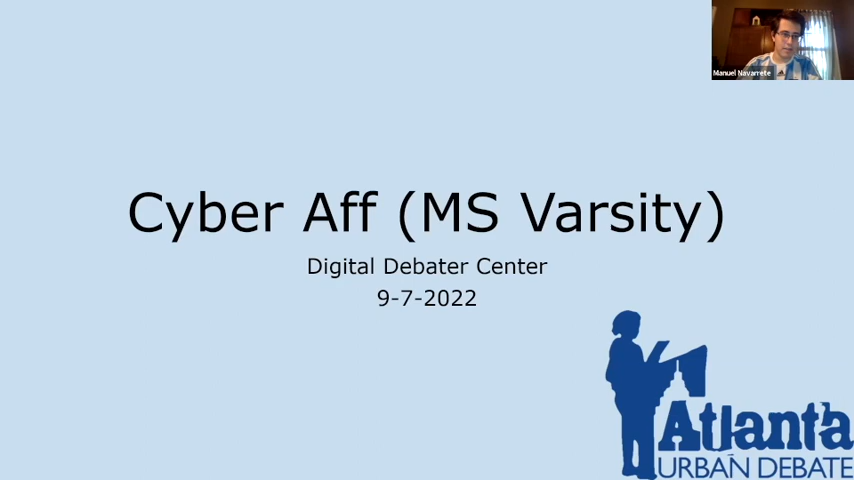 Manuel Navarrete
Cyber Aff (MS Varsity)
Digital Debater Center
9-7-2022
Atlanta
URBAN DEBATE